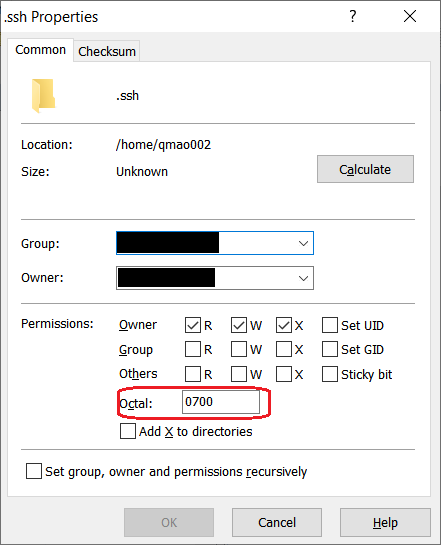 .ssh Properties ?
Common Checksum
.ssh
Location: /home/qmao002
Size: Unknown Calculate
Group:
Owner:
Permissions: Owner R W X Set UID
Group R W X Set GID
Others R W X Sticky bit
Octal: 0700
Add X to directories
Set group, owner and permissions recursively
OK Cancel Help